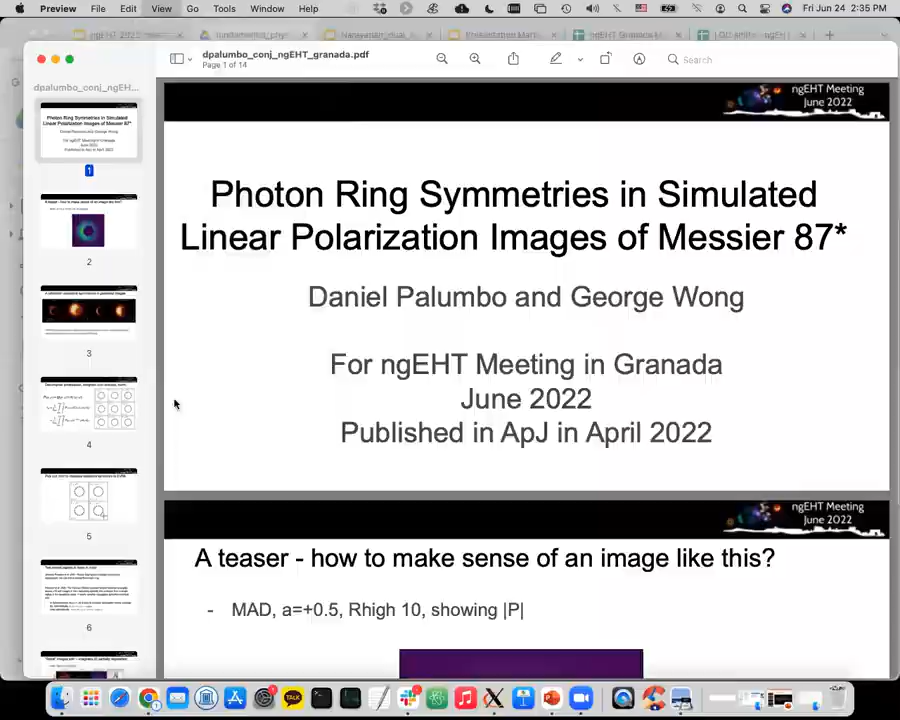 Preview File Edit View Go Tools Window Help Fri Jun 24 2:35 PM
dpalumbo_conj_ngEHT_granada.pdf
Page 1 of 14
Search
dpalumbo_conj_ngEH...
1
2
3
4
5
6
ngEHT Meeting
June 2022
Photon Ring Symmetries in Simulated
Linear Polarization Images of Messier 87*
Daniel Palumbo and George Wong
For ngEHT Meeting in Granada
June 2022
Published in ApJ in April 2022
ngEHT Meeting
June 2022
A teaser - how to make sense of an image like this?
- MAD, a=+0.5, Rhigh 10, showing |P|